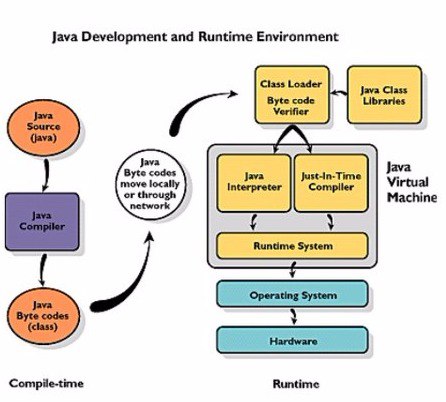 Java Development and Runtime Environment
Java
Source
(java)
Java
Compiler
Java
Byte codes
(class)
Compile-time
Java
Byte codes
move locally
or through
network
Class Loader
Byte code
Verifier
Java Class
Libraries
Java
Interpreter
Just-In-Time
Compiler
Java
Virtual
Machine
Runtime System
Operating System
Hardware
Runtime